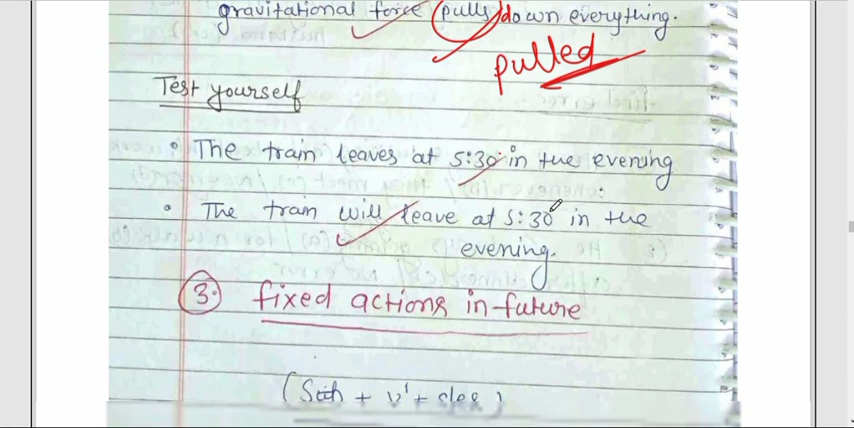 gravitational force pulls down everything.
pulled
Test yourself
• The train leaves at 5:30 in the evening
• The train will leave at 5:30 in the
evening.
3. fixed actions in future
+ V¹ +